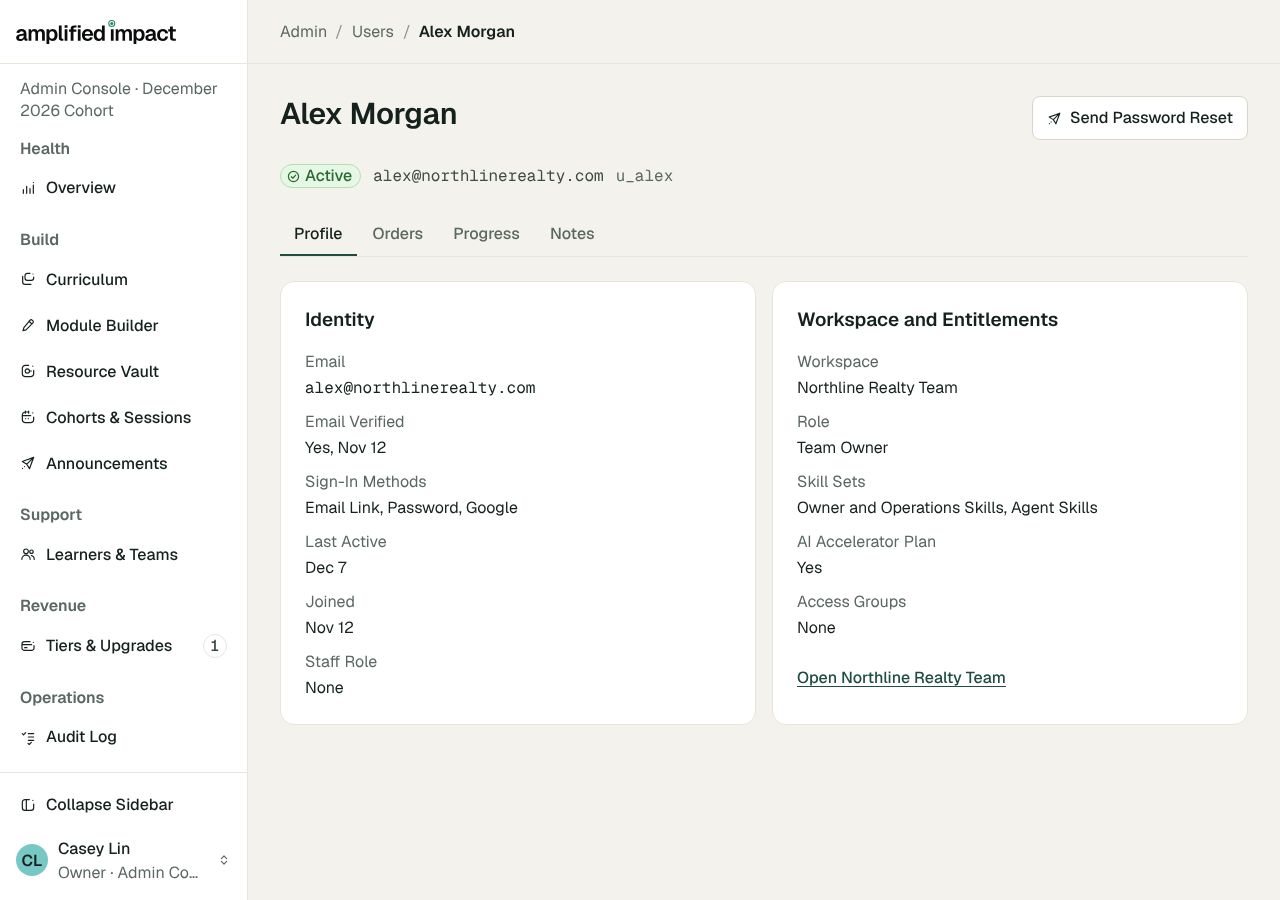 amplified impact
Admin / Users / Alex Morgan
Admin Console · December
2026 Cohort
Health
Overview
Build
Curriculum
Module Builder
Resource Vault
Cohorts & Sessions
Announcements
Support
Learners & Teams
Revenue
Tiers & Upgrades 1
Operations
Audit Log
Collapse Sidebar
CL
Casey Lin
Owner · Admin Co...
Alex Morgan
Send Password Reset
Active alex@northlinerealty.com u_alex
Profile Orders Progress Notes
Identity
Email
alex@northlinerealty.com
Email Verified
Yes, Nov 12
Sign-In Methods
Email Link, Password, Google
Last Active
Dec 7
Joined
Nov 12
Staff Role
None
Workspace and Entitlements
Workspace
Northline Realty Team
Role
Team Owner
Skill Sets
Owner and Operations Skills, Agent Skills
AI Accelerator Plan
Yes
Access Groups
None
Open Northline Realty Team